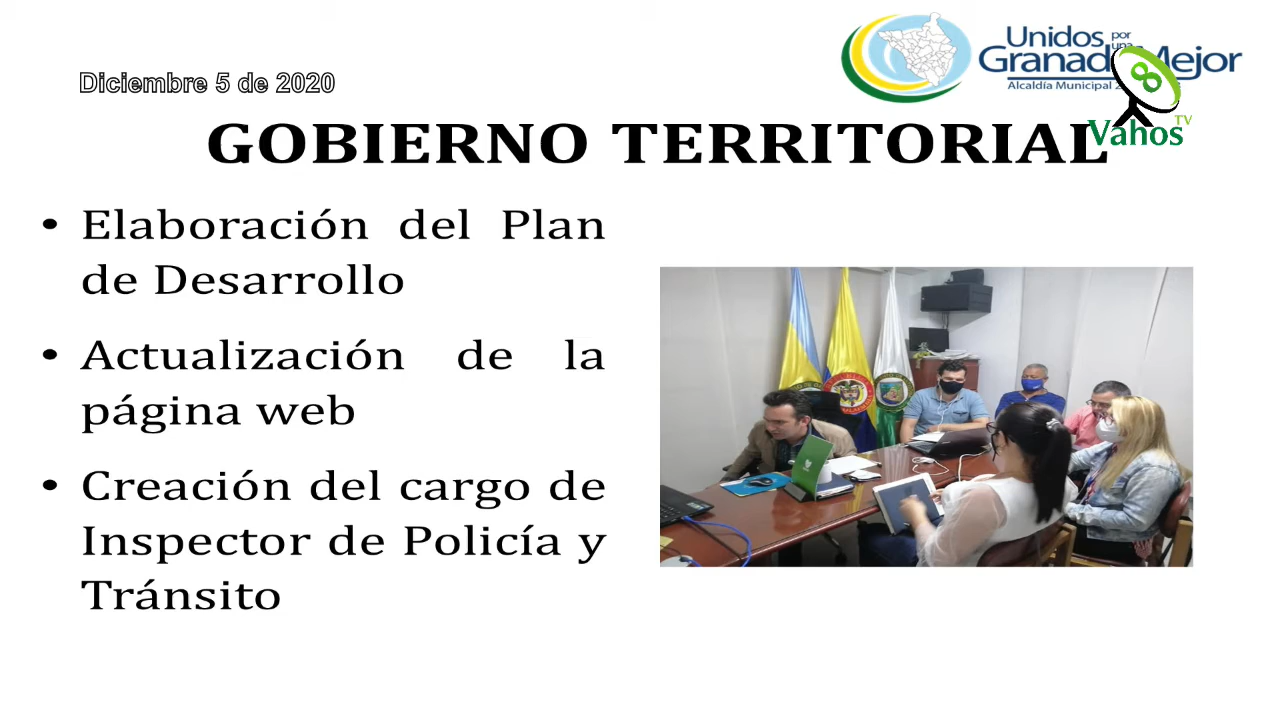 Diciembre 5 de 2020
Unidos por una
Granada Mejor
Alcaldía Municipal
8
Vahos TV
GOBIERNO TERRITORIAL
• Elaboración del Plan
de Desarrollo
• Actualización de la
página web
• Creación del cargo de
Inspector de Policía y
Tránsito